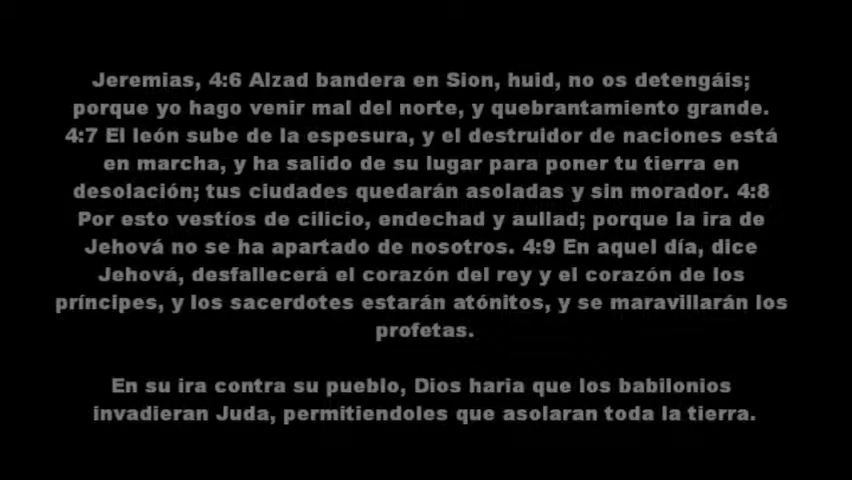 Jeremias, 4:6 Alzad bandera en Sion, huid, no os detengáis;
porque yo hago venir mal del norte, y quebrantamiento grande.
4:7 El león sube de la espesura, y el destruidor de naciones está
en marcha, y ha salido de su lugar para poner tu tierra en
desolación; tus ciudades quedarán asoladas y sin morador. 4:8
Por esto vestíos de cilicio, endechad y aullad; porque la ira de
Jehová no se ha apartado de nosotros. 4:9 En aquel día, dice
Jehová, desfallecerá el corazón del rey y el corazón de los
príncipes, y los sacerdotes estarán atónitos, y se maravillarán los
profetas.
En su ira contra su pueblo, Dios haria que los babilonios
invadieran Juda, permitiendoles que asolaran toda la tierra.